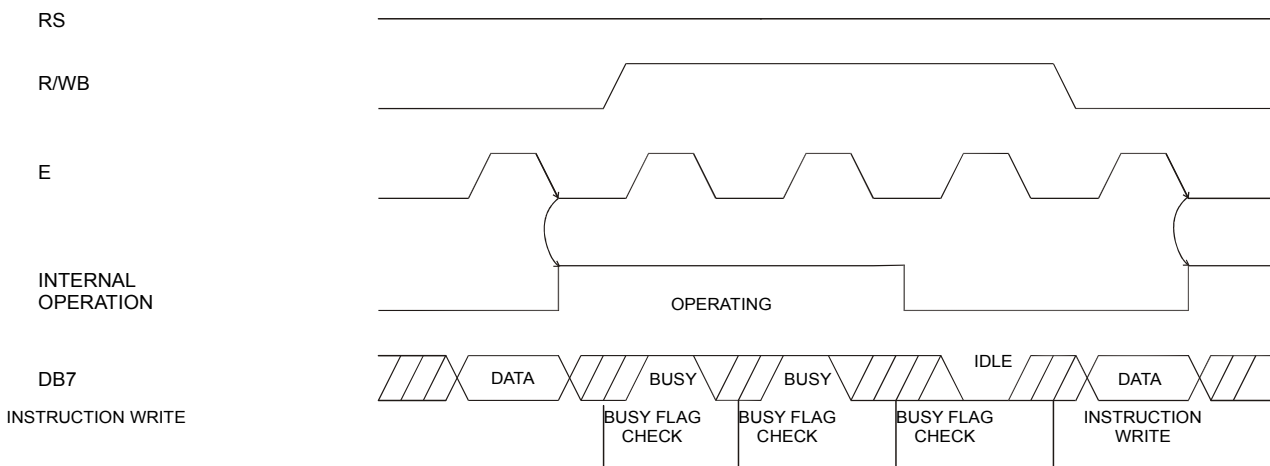 RS
R/WB
E
INTERNAL
OPERATION
OPERATING
IDLE
DB7
DATA
BUSY
BUSY
DATA
INSTRUCTION WRITE
BUSY FLAG
CHECK
BUSY FLAG
CHECK
BUSY FLAG
CHECK
INSTRUCTION
WRITE